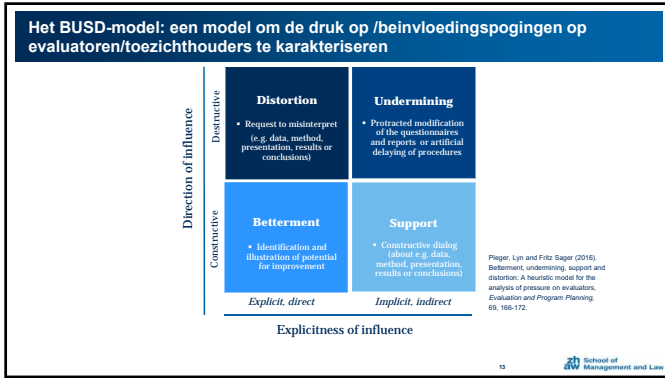 Het BUSD-model: een model om de druk op /beinvloedingspogingen op
evaluatoren/toezichthouders te karakteriseren
Direction of influence
Destructive
Distortion
▪ Request to misinterpret
(e.g. data, method,
presentation, results or
conclusions)
Undermining
▪ Protracted modification
of the questionnaires
and reports or artificial
delaying of procedures
Constructive
Betterment
▪ Identification and
illustration of potential
for improvement
Support
▪ Constructive dialog
(about e.g. data,
method, presentation,
results or conclusions)
Explicit, direct
Implicit, indirect
Explicitness of influence
Pleger, Lyn and Fritz Sager (2016).
Betterment, undermining, support and
distortion: A heuristic model for the
analysis of pressure on evaluators,
Evaluation and Program Planning,
69, 166-172.
13
zhaw School of
Management and Law